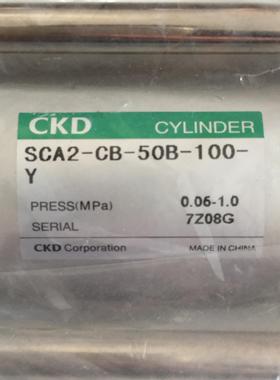 CKD CYLINDER
SCA2-CB-50B-100-
Y
PRESS(MPa) 0.06-1.0
SERIAL 7Z08G
CKD Corporation MADE IN CHINA